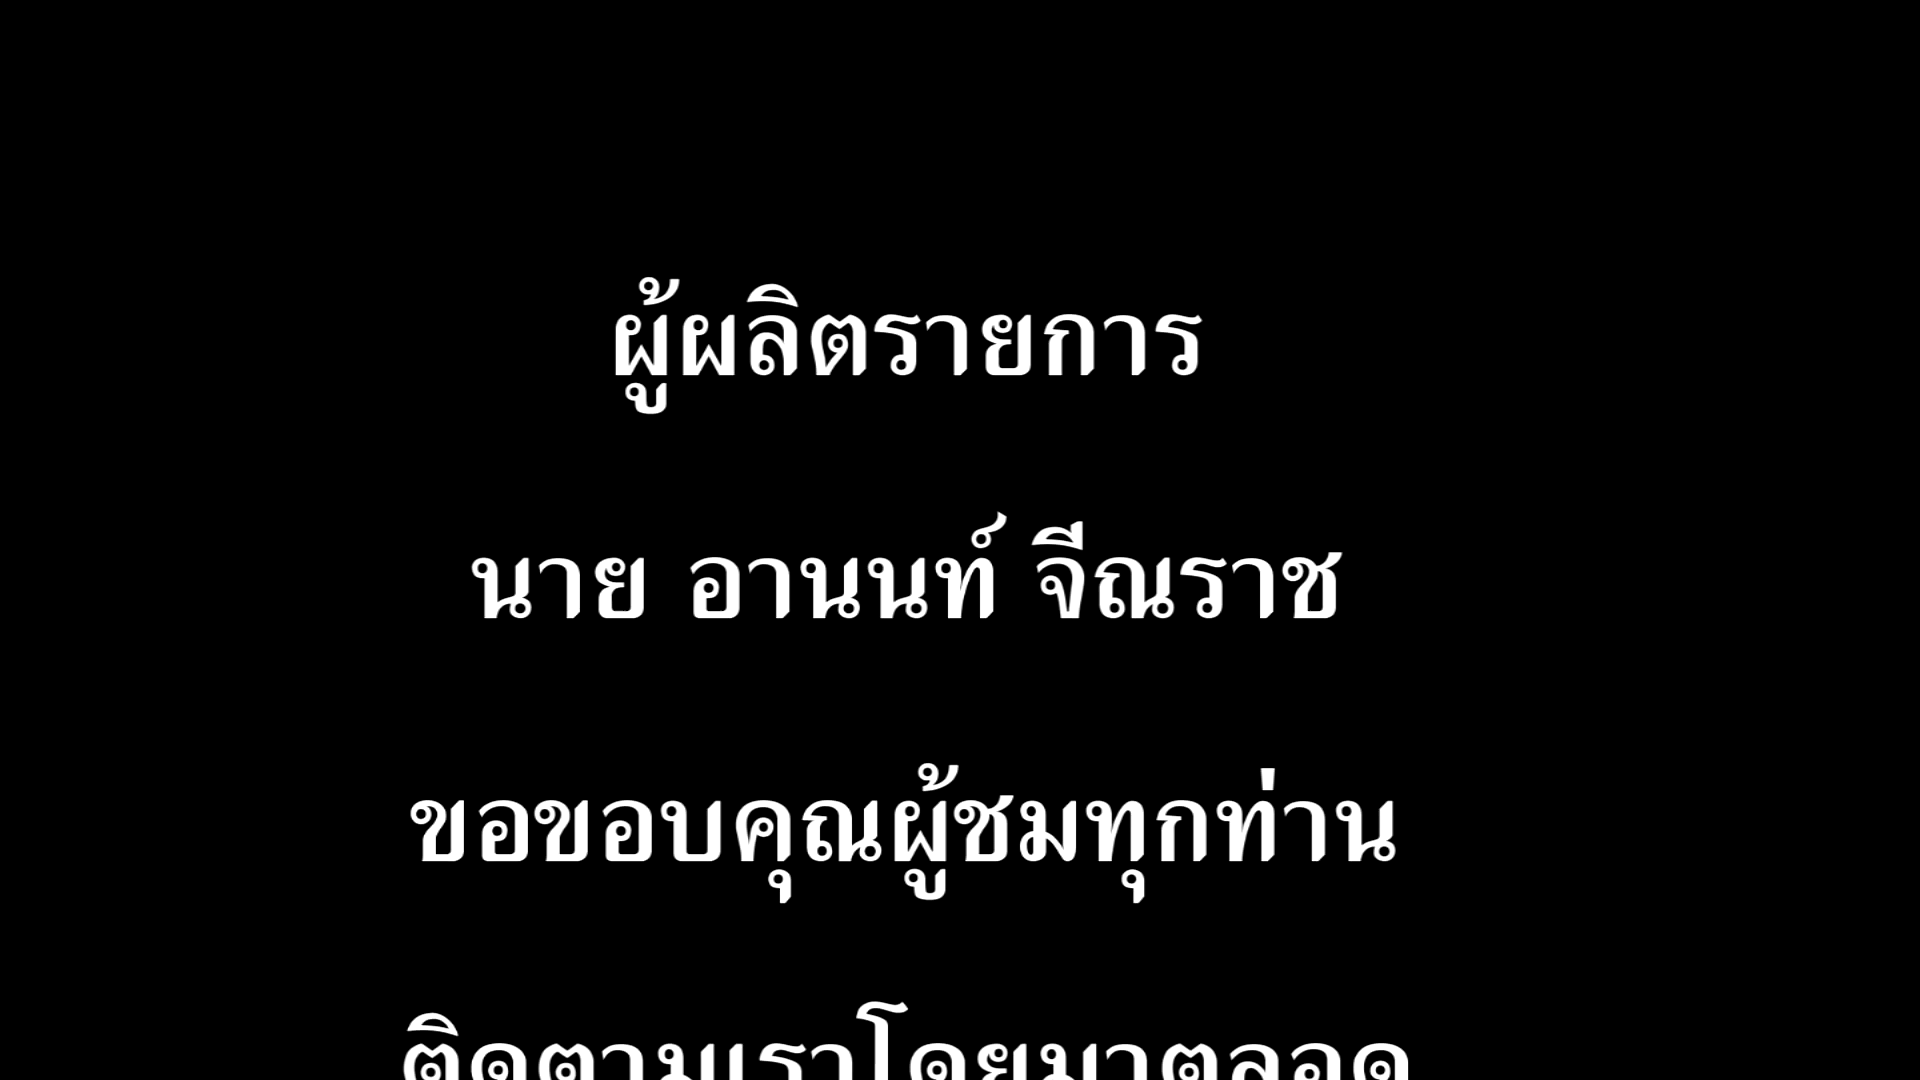 ผู้ผลิตรายการ
นาย อานนท์ จีณราช
ขอขอบคุณผู้ชมทุกท่าน
ติดตามเราโดยมาตลอด